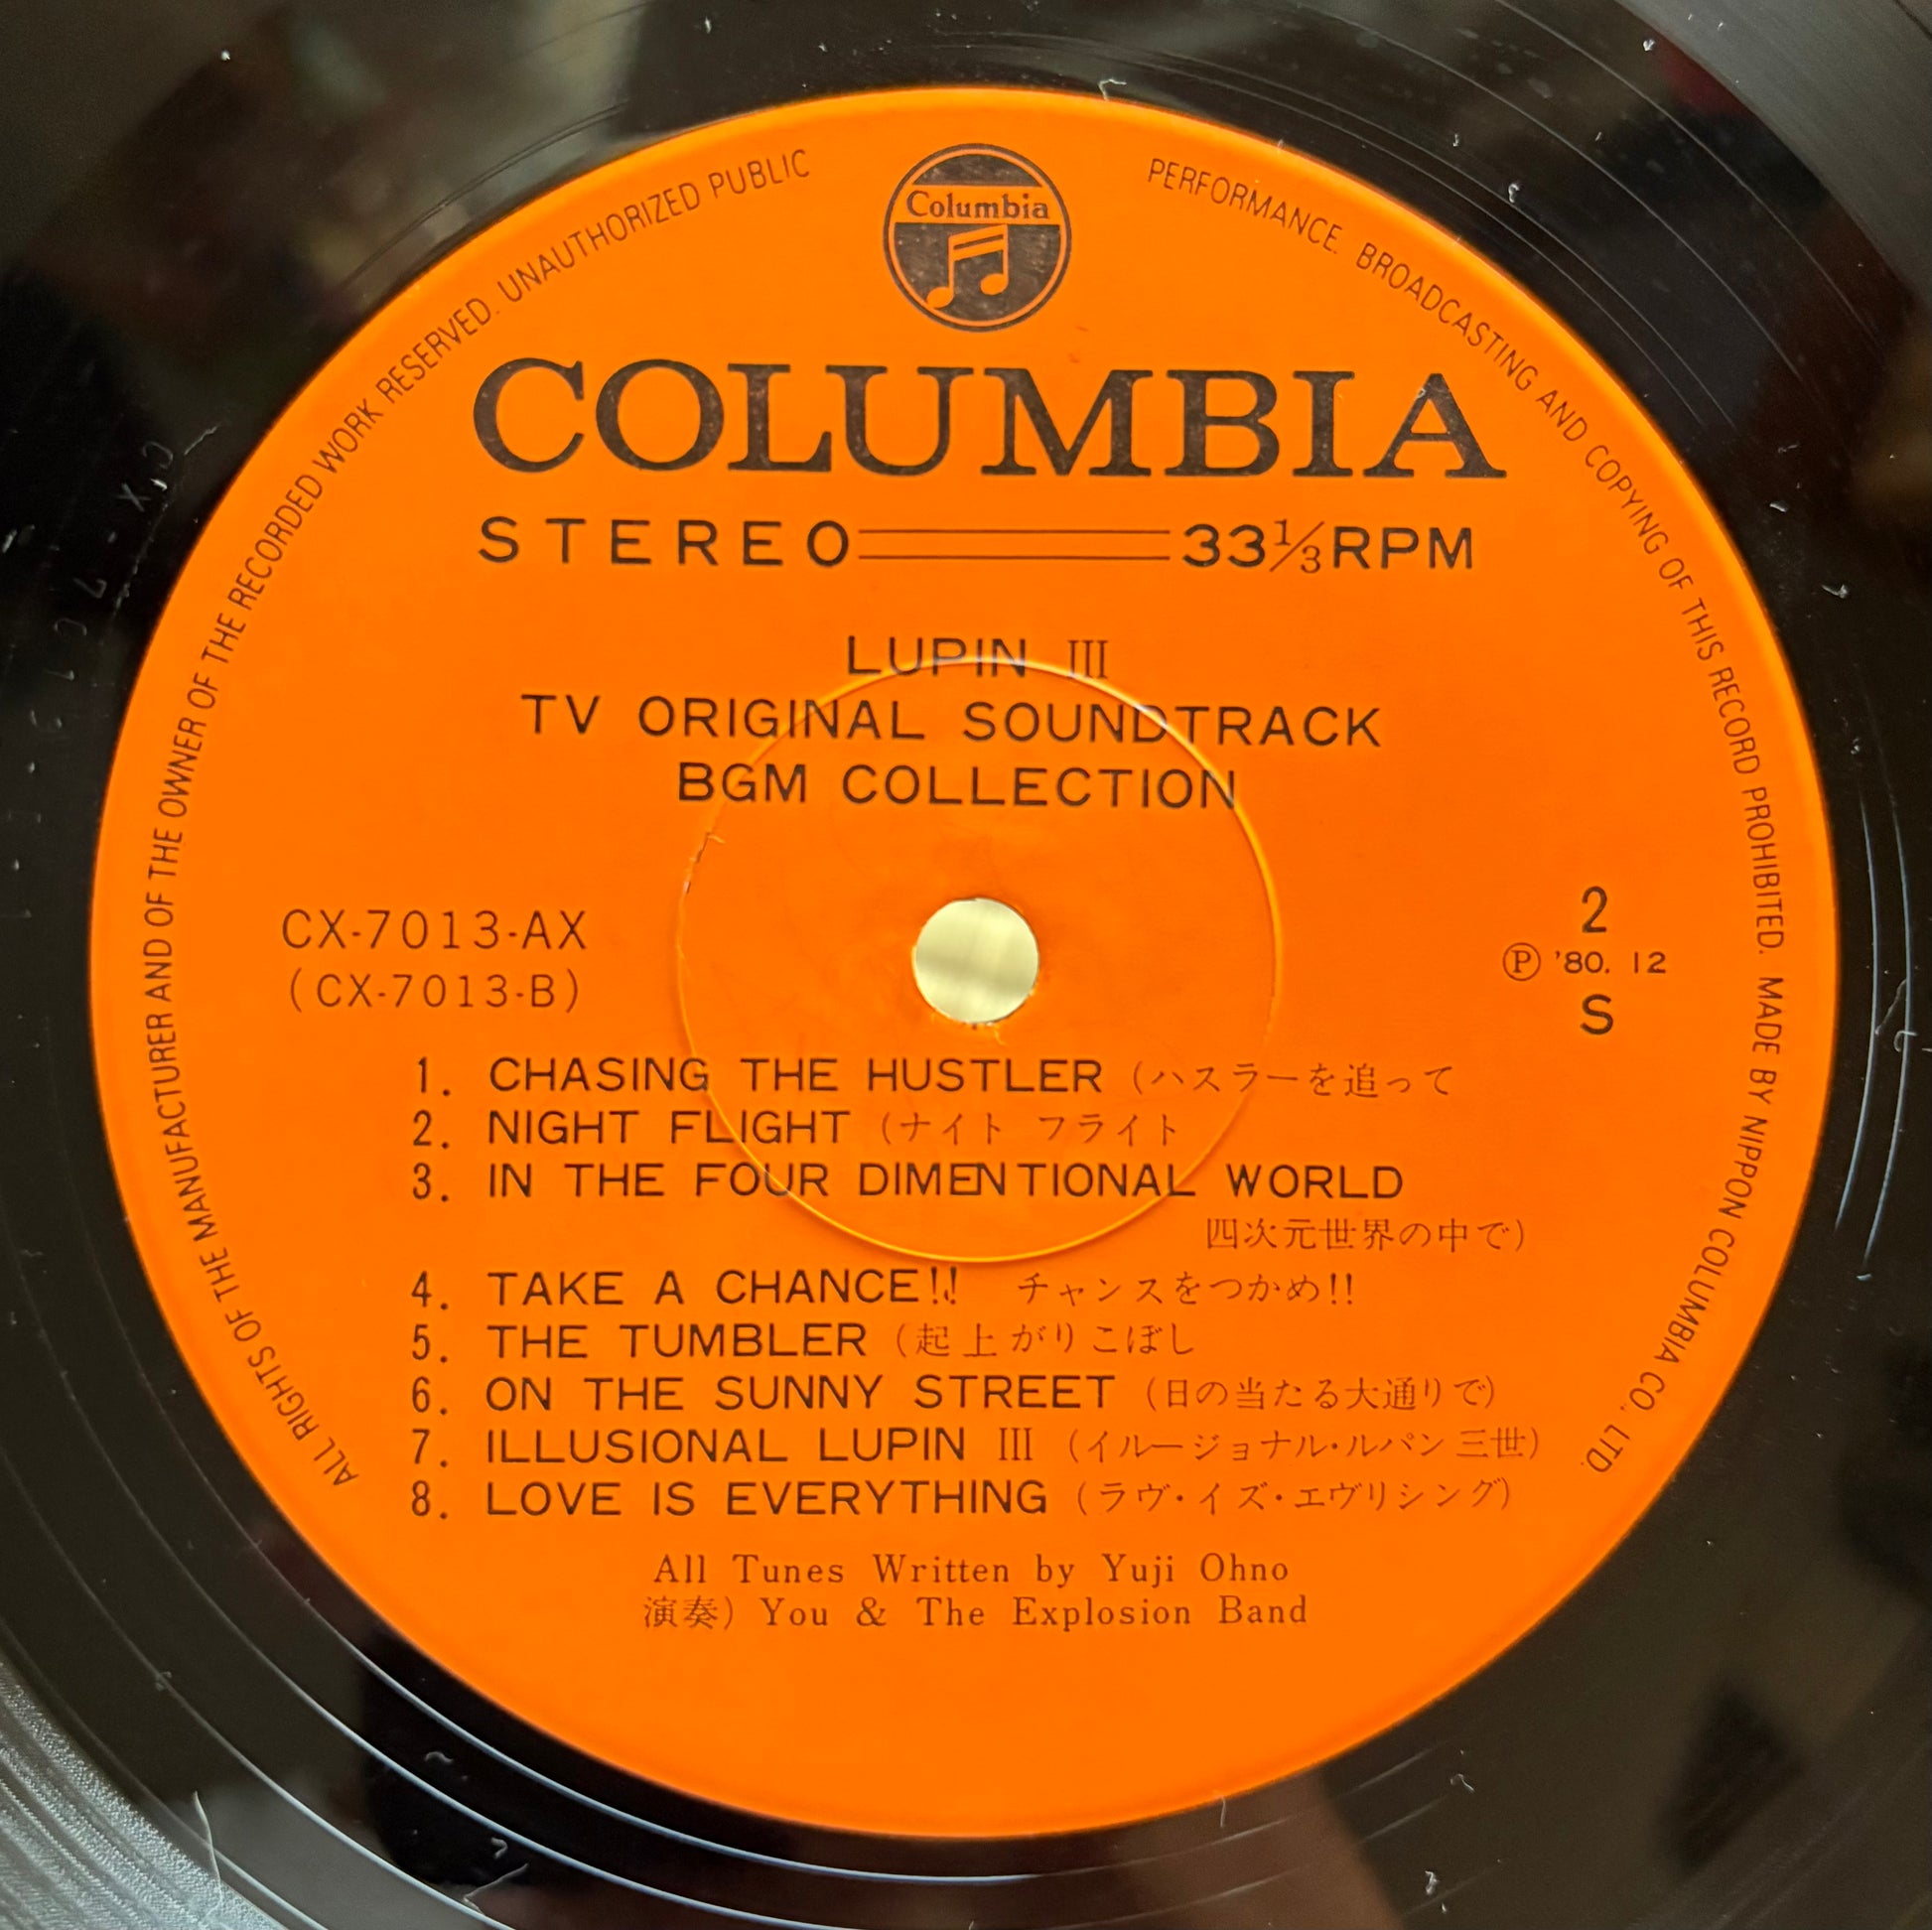 ALL RIGHTS OF THE MANUFACTURER AND OF THE OWNER OF THE RECORDED WORK RESERVED. UNAUTHORIZED PUBLIC PERFORMANCE. BROADCASTING AND COPYING OF THIS RECORD PROHIBITED. MADE BY NIPPON COLUMBIA CO., LTD.
Columbia
COLUMBIA
STEREO 33⅓RPM
LUPIN III
TV ORIGINAL SOUNDTRACK
BGM COLLECTION
CX-7013-AX
(CX-7013-B)
2
Ⓟ '80. 12
S
1. CHASING THE HUSTLER (ハスラーを追って
2. NIGHT FLIGHT (ナイト フライト
3. IN THE FOUR DIMENTIONAL WORLD
四次元世界の中で)
4. TAKE A CHANCE!! チャンスをつかめ!!
5. THE TUMBLER (起上がりこぼし
6. ON THE SUNNY STREET (日の当たる大通りで)
7. ILLUSIONAL LUPIN III (イルージョナル・ルパン三世)
8. LOVE IS EVERYTHING (ラヴ・イズ・エヴリシング)
All Tunes Written by Yuji Ohno
演奏) You & The Explosion Band